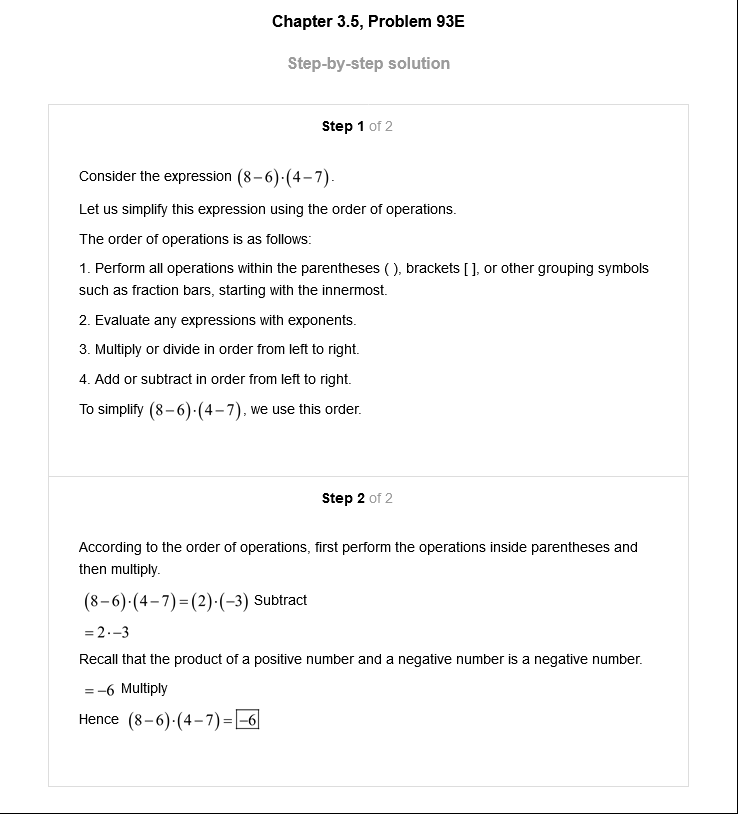 Chapter 3.5, Problem 93E
Step-by-step solution
Step 1 of 2
Consider the expression (8−6)·(4−7).
Let us simplify this expression using the order of operations.
The order of operations is as follows:
1. Perform all operations within the parentheses ( ), brackets [ ], or other grouping symbols
such as fraction bars, starting with the innermost.
2. Evaluate any expressions with exponents.
3. Multiply or divide in order from left to right.
4. Add or subtract in order from left to right.
To simplify (8−6)·(4−7), we use this order.
Step 2 of 2
According to the order of operations, first perform the operations inside parentheses and
then multiply.
(8−6)·(4−7)=(2)·(−3) Subtract
=2·−3
Recall that the product of a positive number and a negative number is a negative number.
=−6 Multiply
Hence (8−6)·(4−7)=−6